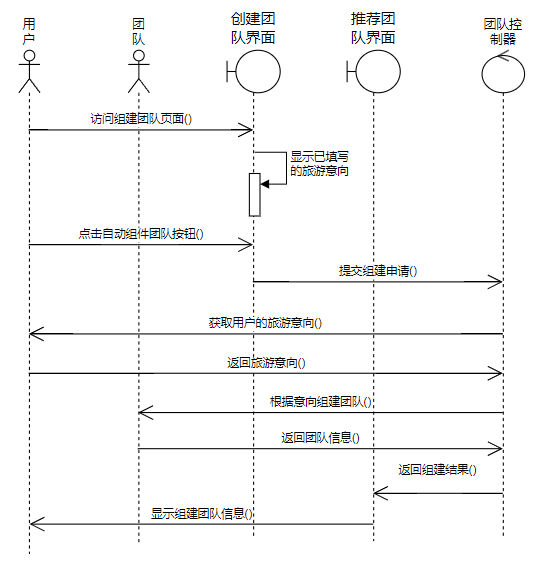 用
户
团
队
创建团
队界面
推荐团
队界面
团队控
制器
访问组建团队页面()
显示已填写
的旅游意向
点击自动组件团队按钮()
提交组建申请()
获取用户的旅游意向()
返回旅游意向()
根据意向组建团队()
返回团队信息()
返回组建结果()
显示组建团队信息()